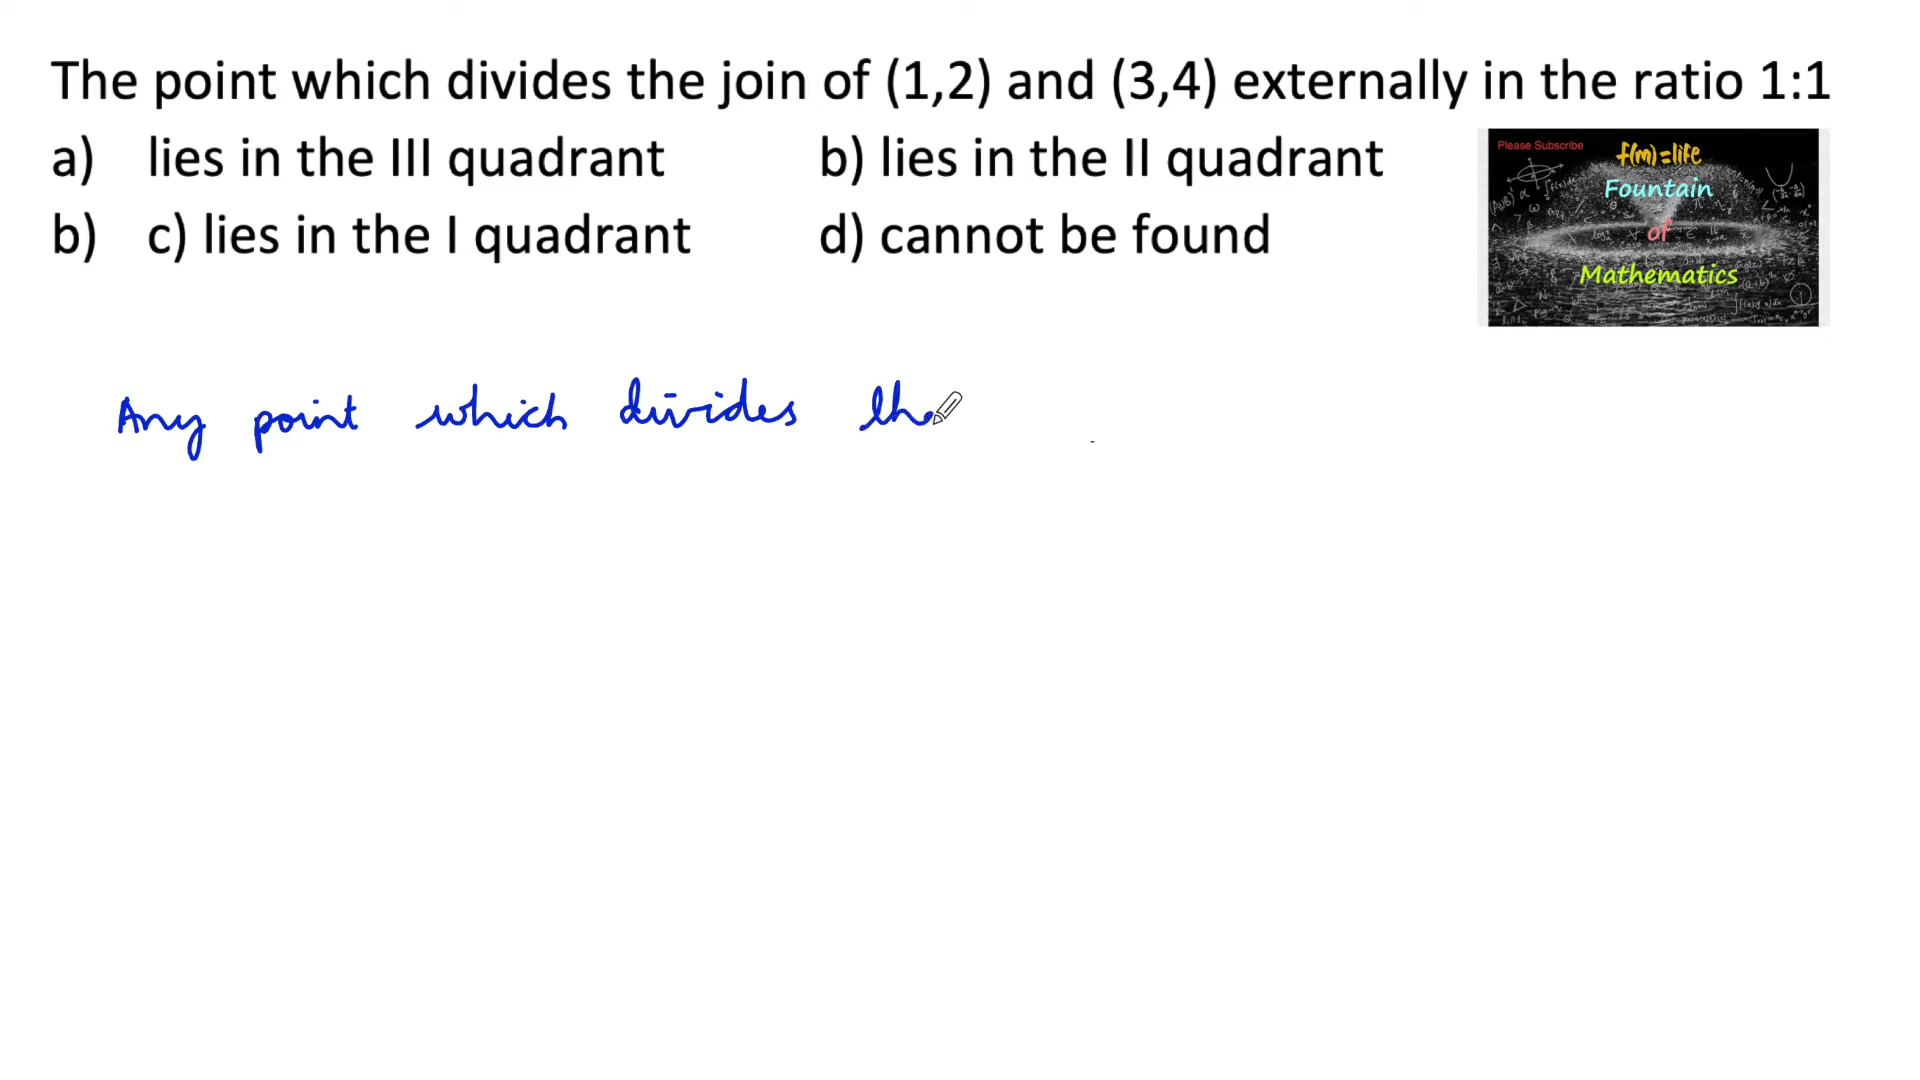 The point which divides the join of (1,2) and (3,4) externally in the ratio 1:1
a) lies in the III quadrant b) lies in the II quadrant
b) c) lies in the I quadrant d) cannot be found
Please Subscribe
f(m)=life
Fountain
of
Mathematics
Any point which divides the